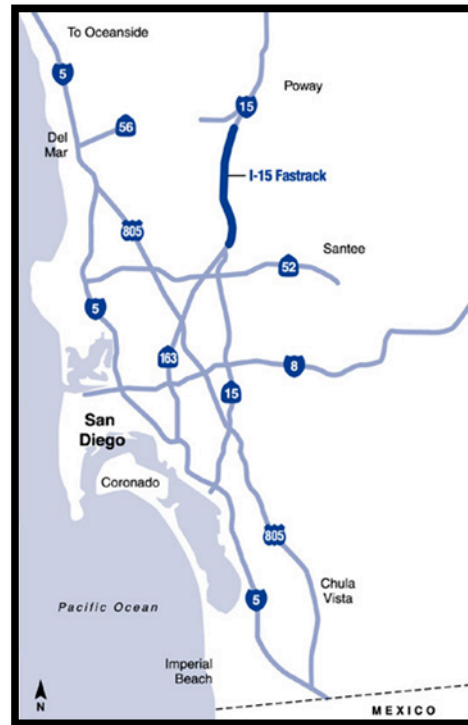 To Oceanside
5
15
Poway
56
Del
Mar
I-15 Fastrack
805
Santee
52
5
163
8
15
San
Diego
Coronado
805
Chula
Vista
5
Pacific Ocean
Imperial
Beach
N
MEXICO